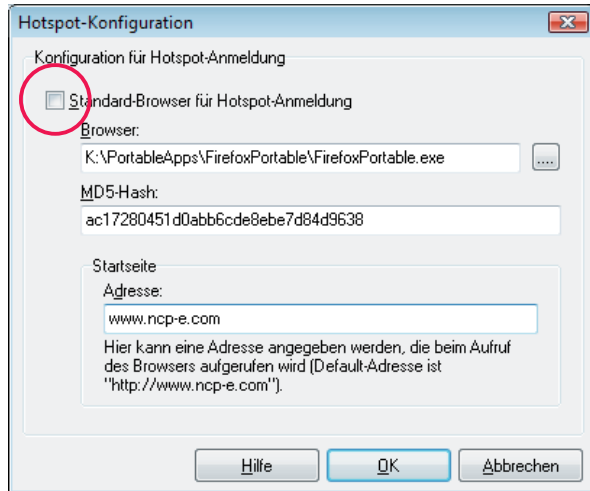 Hotspot-Konfiguration
Konfiguration für Hotspot-Anmeldung
Standard-Browser für Hotspot-Anmeldung
Browser:
K:\PortableApps\FirefoxPortable\FirefoxPortable.exe
....
MD5-Hash:
ac17280451d0abb6cde8ebe7d84d9638
Startseite
Adresse:
www.ncp-e.com
Hier kann eine Adresse angegeben werden, die beim Aufruf
des Browsers aufgerufen wird (Default-Adresse ist
"http://www.ncp-e.com").
Hilfe
OK
Abbrechen